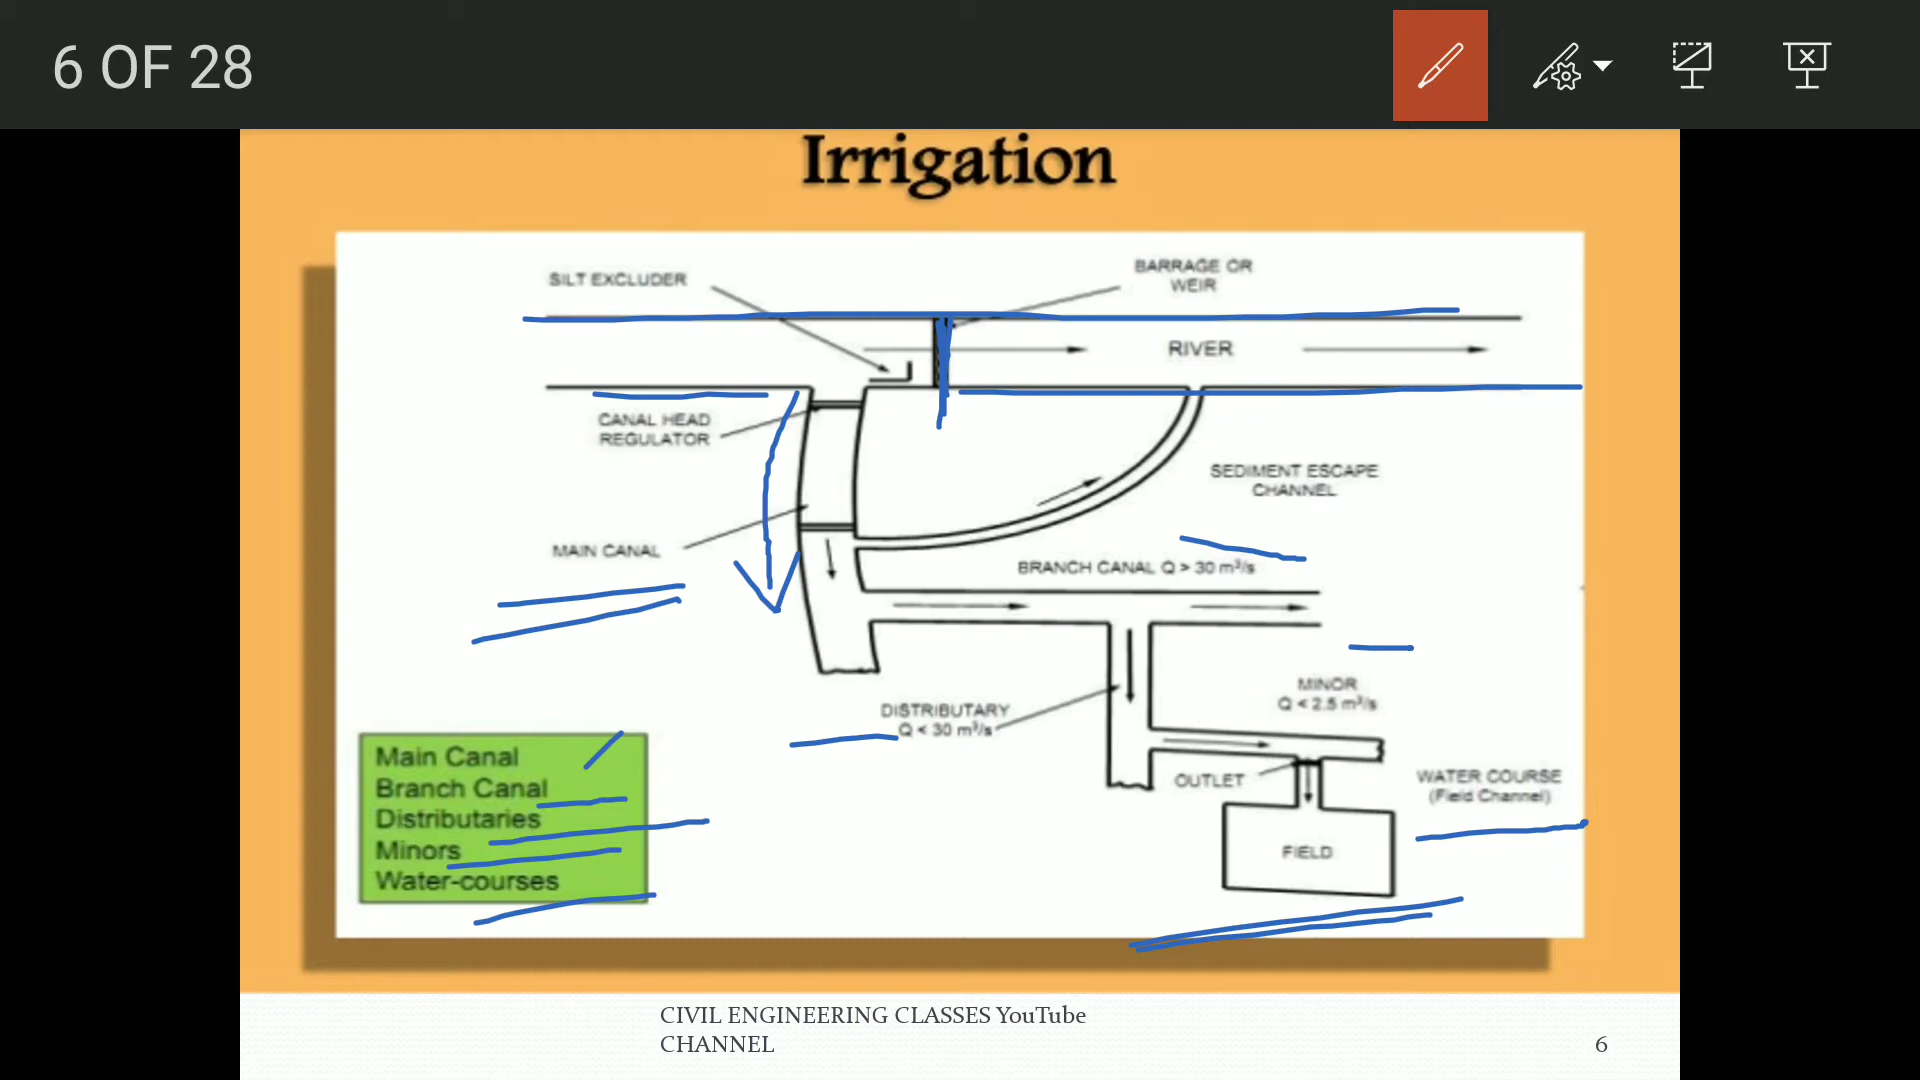 6 OF 28
Irrigation
SILT EXCLUDER
BARRAGE OR
WEIR
RIVER
CANAL HEAD
REGULATOR
SEDIMENT ESCAPE
CHANNEL
MAIN CANAL
BRANCH CANAL Q > 30 m³/s
MINOR
Q < 2.5 m³/s
DISTRIBUTARY
Q < 30 m³/s
OUTLET
WATER COURSE
(Field Channel)
FIELD
Main Canal
Branch Canal
Distributaries
Minors
Water-courses
CIVIL ENGINEERING CLASSES YouTube
CHANNEL
6